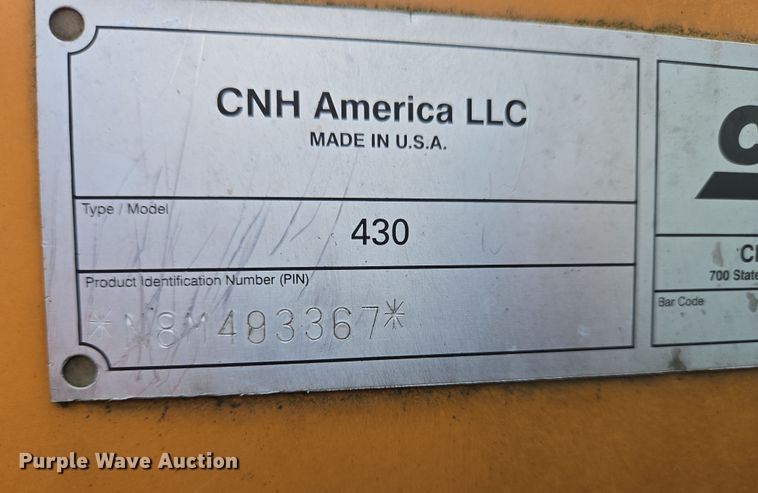 CNH America LLC
MADE IN U.S.A.
Type / Model
430
Product Identification Number (PIN)
*N8M483367*
700 State
Bar Code
Purple Wave Auction